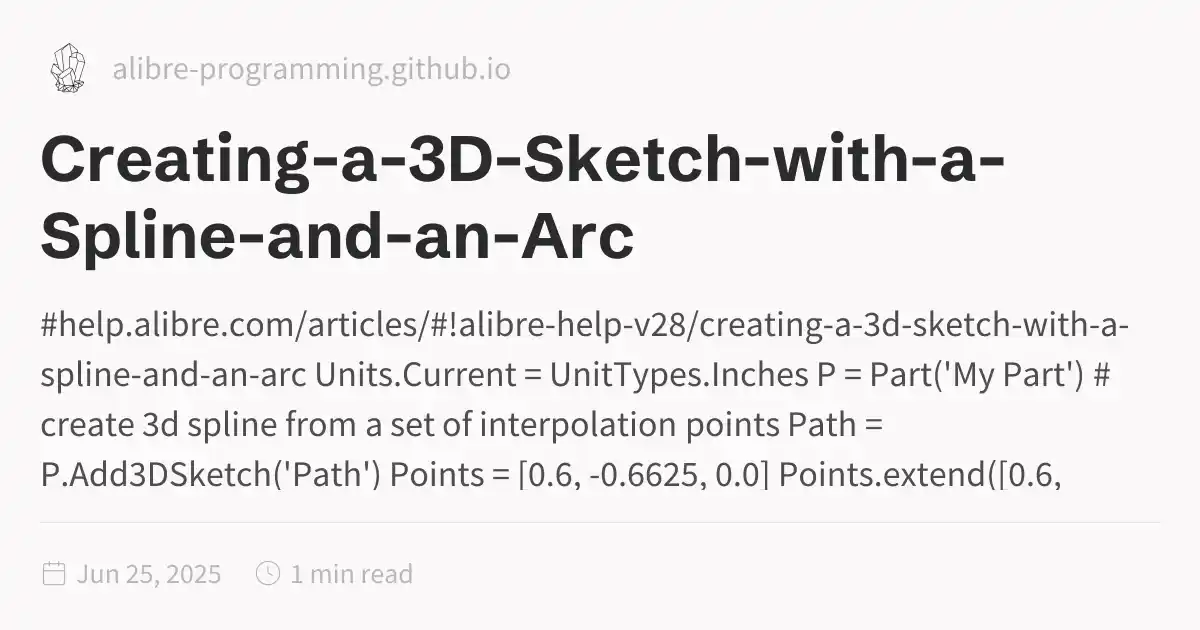 alibre-programming.github.io
Creating-a-3D-Sketch-with-a-
Spline-and-an-Arc
#help.alibre.com/articles/#!alibre-help-v28/creating-a-3d-sketch-with-a-
spline-and-an-arc Units.Current = UnitTypes.Inches P = Part('My Part') #
create 3d spline from a set of interpolation points Path =
P.Add3DSketch('Path') Points = [0.6, -0.6625, 0.0] Points.extend([0.6,
Jun 25, 2025 1 min read